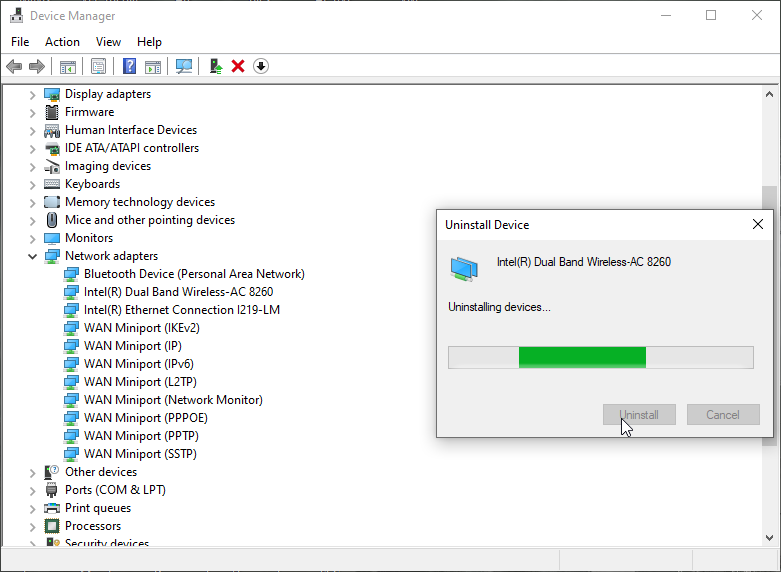 Device Manager
File Action View Help
Display adapters
Firmware
Human Interface Devices
IDE ATA/ATAPI controllers
Imaging devices
Keyboards
Memory technology devices
Mice and other pointing devices
Monitors
Network adapters
Bluetooth Device (Personal Area Network)
Intel(R) Dual Band Wireless-AC 8260
Intel(R) Ethernet Connection I219-LM
WAN Miniport (IKEv2)
WAN Miniport (IP)
WAN Miniport (IPv6)
WAN Miniport (L2TP)
WAN Miniport (Network Monitor)
WAN Miniport (PPPOE)
WAN Miniport (PPTP)
WAN Miniport (SSTP)
Other devices
Ports (COM & LPT)
Print queues
Processors
Security devices
Uninstall Device
Intel(R) Dual Band Wireless-AC 8260
Uninstalling devices...
Uninstall Cancel